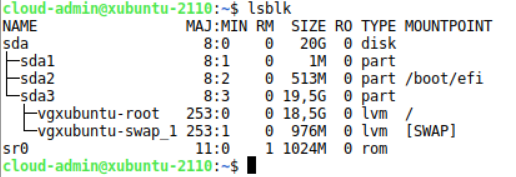 cloud-admin@xubuntu-2110:~$ lsblk
NAME                    MAJ:MIN RM  SIZE RO TYPE MOUNTPOINT
sda                       8:0    0   20G  0 disk
├─sda1                    8:1    0    1M  0 part
├─sda2                    8:2    0  513M  0 part /boot/efi
└─sda3                    8:3    0 19,5G  0 part
  ├─vgxubuntu-root      253:0    0 18,5G  0 lvm  /
  └─vgxubuntu-swap_1 253:1    0  976M  0 lvm  [SWAP]
sr0                      11:0    1 1024M  0 rom
cloud-admin@xubuntu-2110:~$